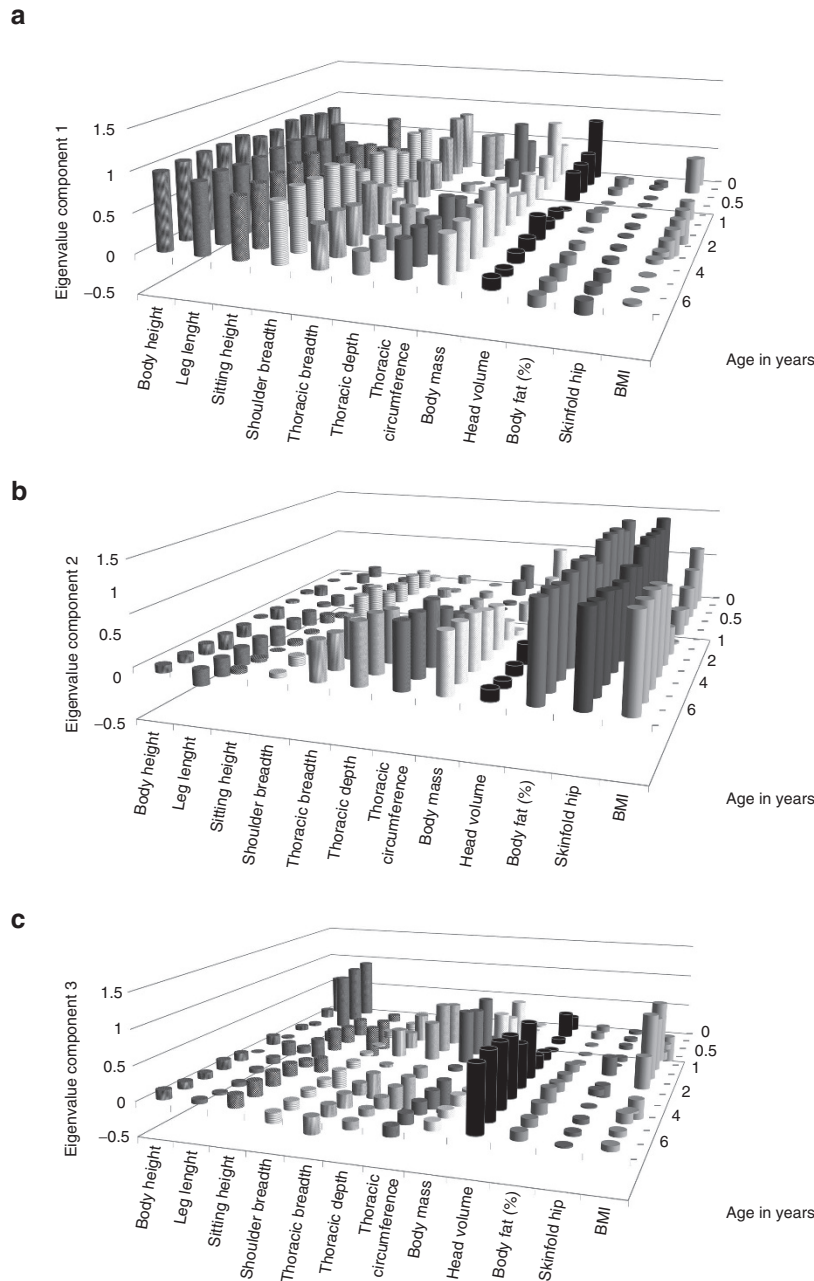 a
Eigenvalue component 1
1.5
1
0.5
0
–0.5
0
0.5
1
2
4
6
Age in years
Body height
Leg lenght
Sitting height
Shoulder breadth
Thoracic breadth
Thoracic depth
Thoracic
circumference
Body mass
Head volume
Body fat (%)
Skinfold hip
BMI
b
Eigenvalue component 2
1.5
1
0.5
0
–0.5
0
0.5
1
2
4
6
Age in years
Body height
Leg lenght
Sitting height
Shoulder breadth
Thoracic breadth
Thoracic depth
Thoracic
circumference
Body mass
Head volume
Body fat (%)
Skinfold hip
BMI
c
Eigenvalue component 3
1.5
1
0.5
0
–0.5
0
0.5
1
2
4
6
Age in years
Body height
Leg lenght
Sitting height
Shoulder breadth
Thoracic breadth
Thoracic depth
Thoracic
circumference
Body mass
Head volume
Body fat (%)
Skinfold hip
BMI